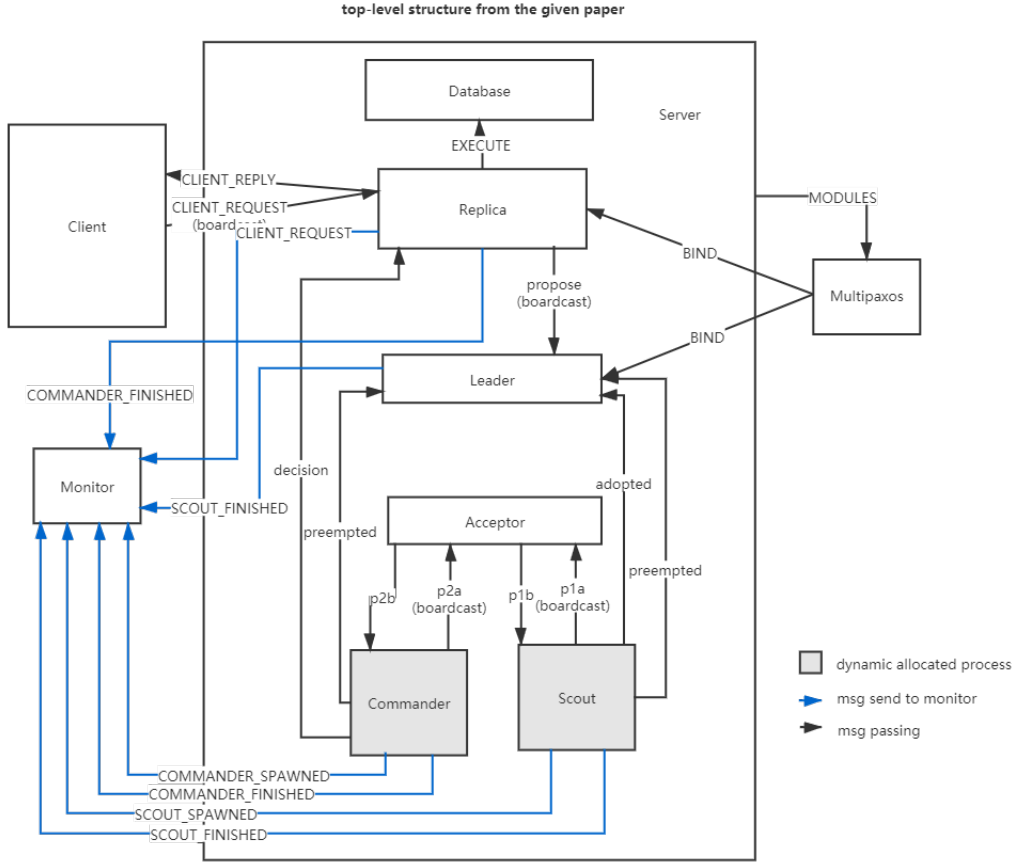 top-level structure from the given paper
Database
Server
EXECUTE
CLIENT_REPLY
MODULES
CLIENT_REQUEST
(boardcast)
Replica
Client
CLIENT_REQUEST
BIND
propose
(boardcast)
Multipaxos
BIND
Leader
COMMANDER_FINISHED
decision
adopted
Monitor
SCOUT_FINISHED
Acceptor
preempted
preempted
p2b
p2a
(boardcast)
p1b
p1a
(boardcast)
dynamic allocated process
Commander
Scout
msg send to monitor
msg passing
COMMANDER_SPAWNED
COMMANDER_FINISHED
SCOUT_SPAWNED
SCOUT_FINISHED